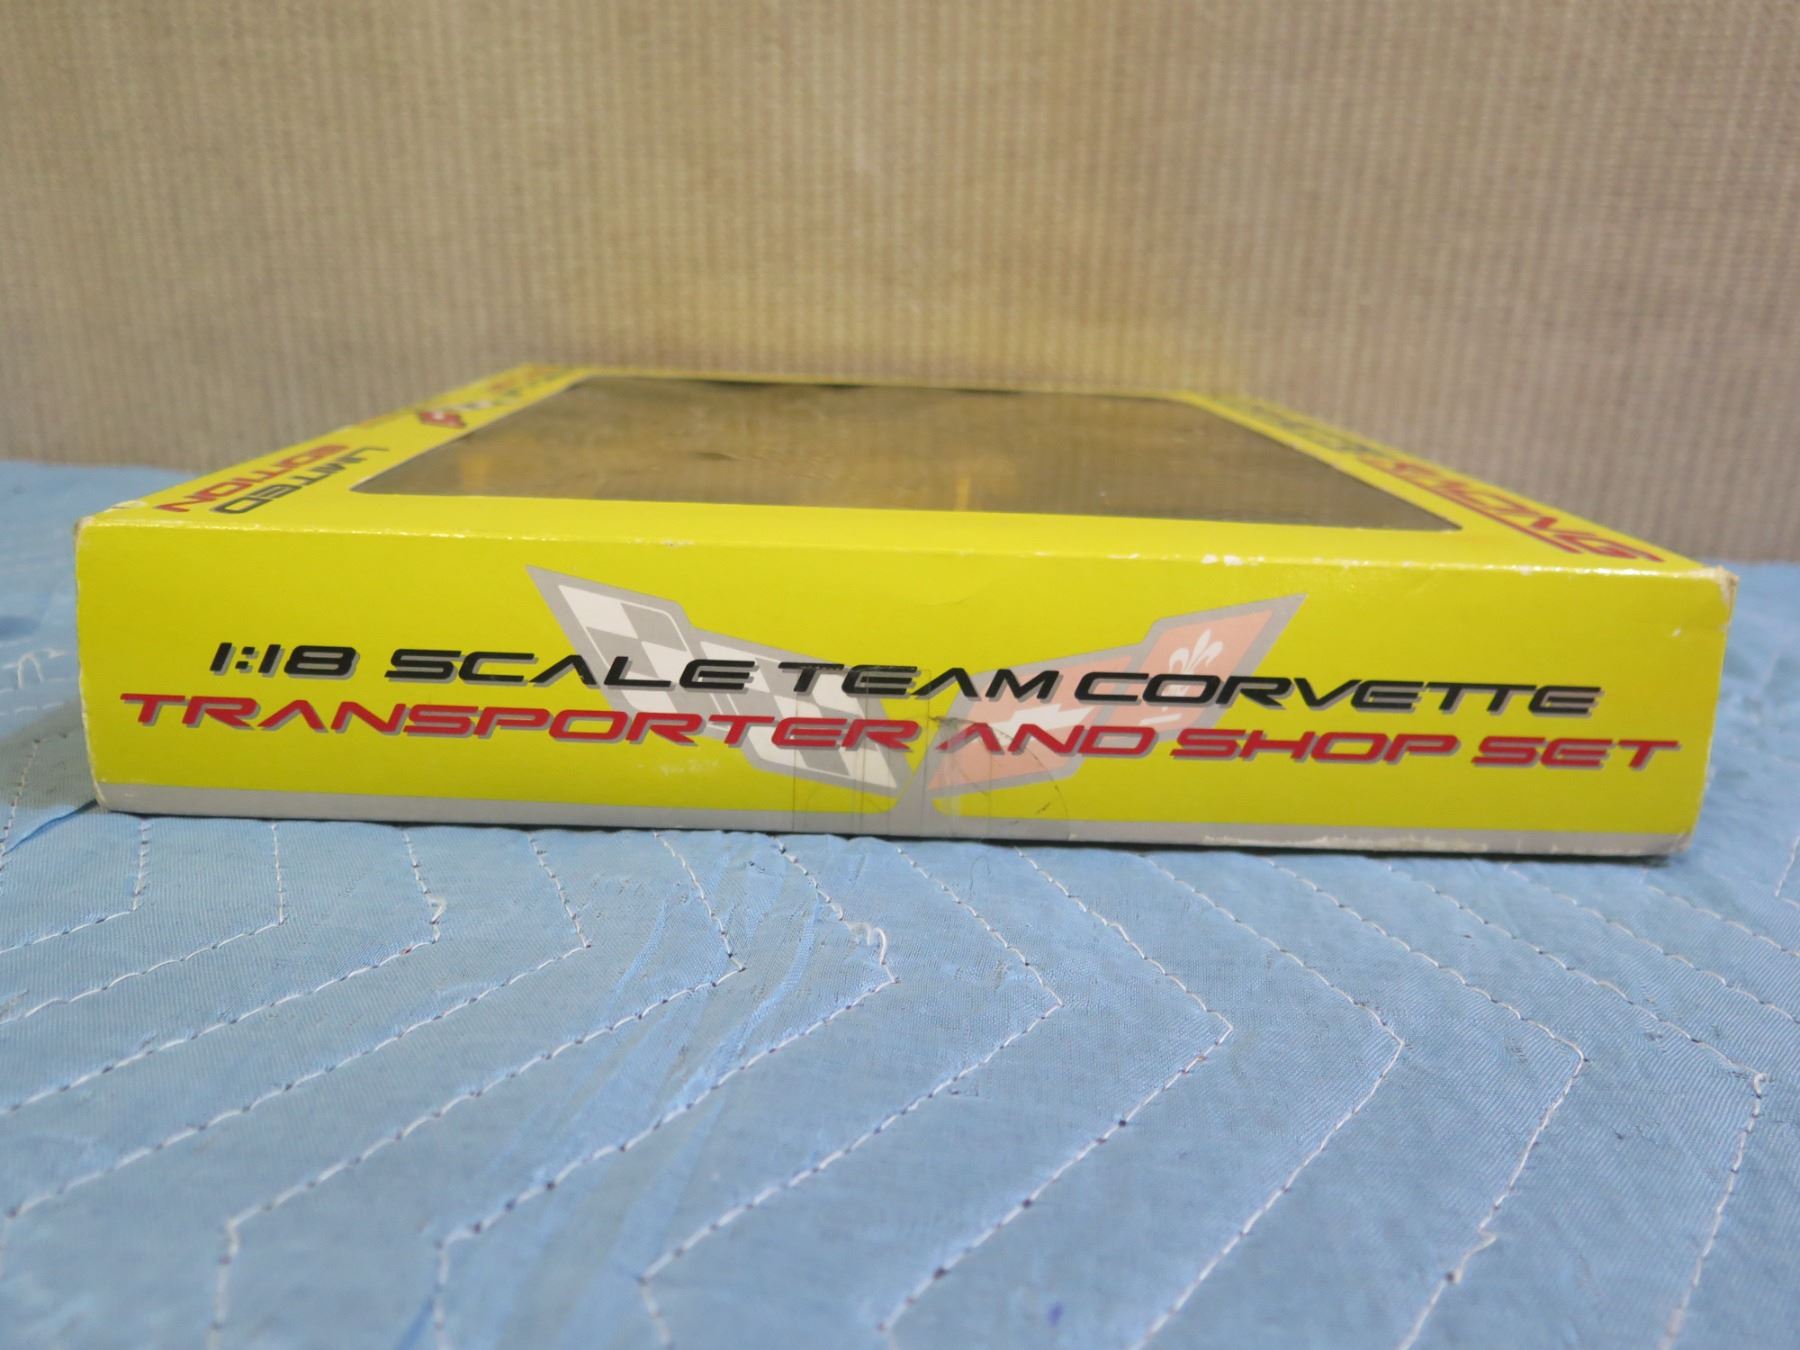 LIMITED
EDITION
1:18 SCALE TEAM CORVETTE
TRANSPORTER AND SHOP SET